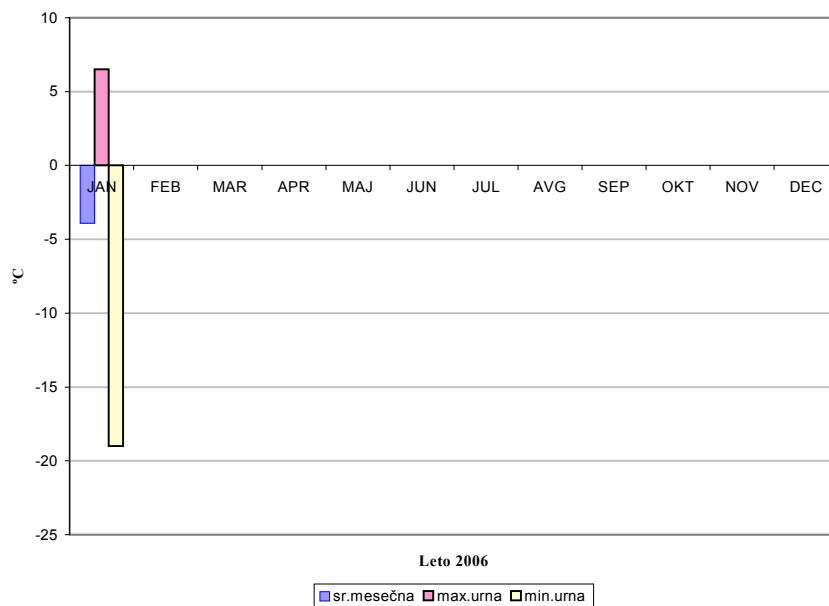 10
5
0
JAN FEB MAR APR MAJ JUN JUL AVG SEP OKT NOV DEC
-5
ºC
-10
-15
-20
-25
Leto 2006
sr.mesečna max.urna min.urna